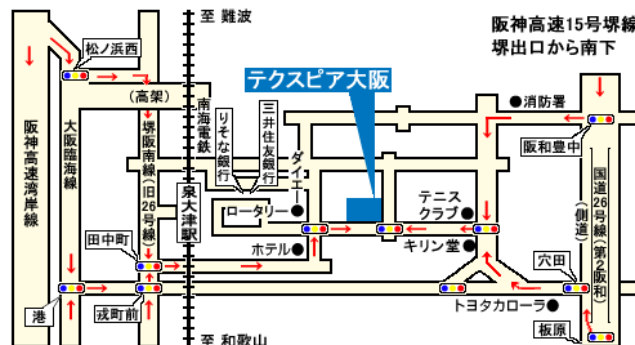 至 難波
阪神高速15号堺線
堺出口から南下
松ノ浜西
テクスピア大阪
(高架)
南海電鉄
りそな銀行
三井住友銀行
ダイエー
●消防署
阪和豊中
阪神高速湾岸線
大阪臨海線
堺阪南線(旧26号線)
泉大津駅
国道26号線(第2阪和)
(側道)
ロータリー●
テニス
クラブ●
田中町
ホテル●
キリン堂●
穴田
港
戎町前
トヨタカローラ●
板原
至 和歌山